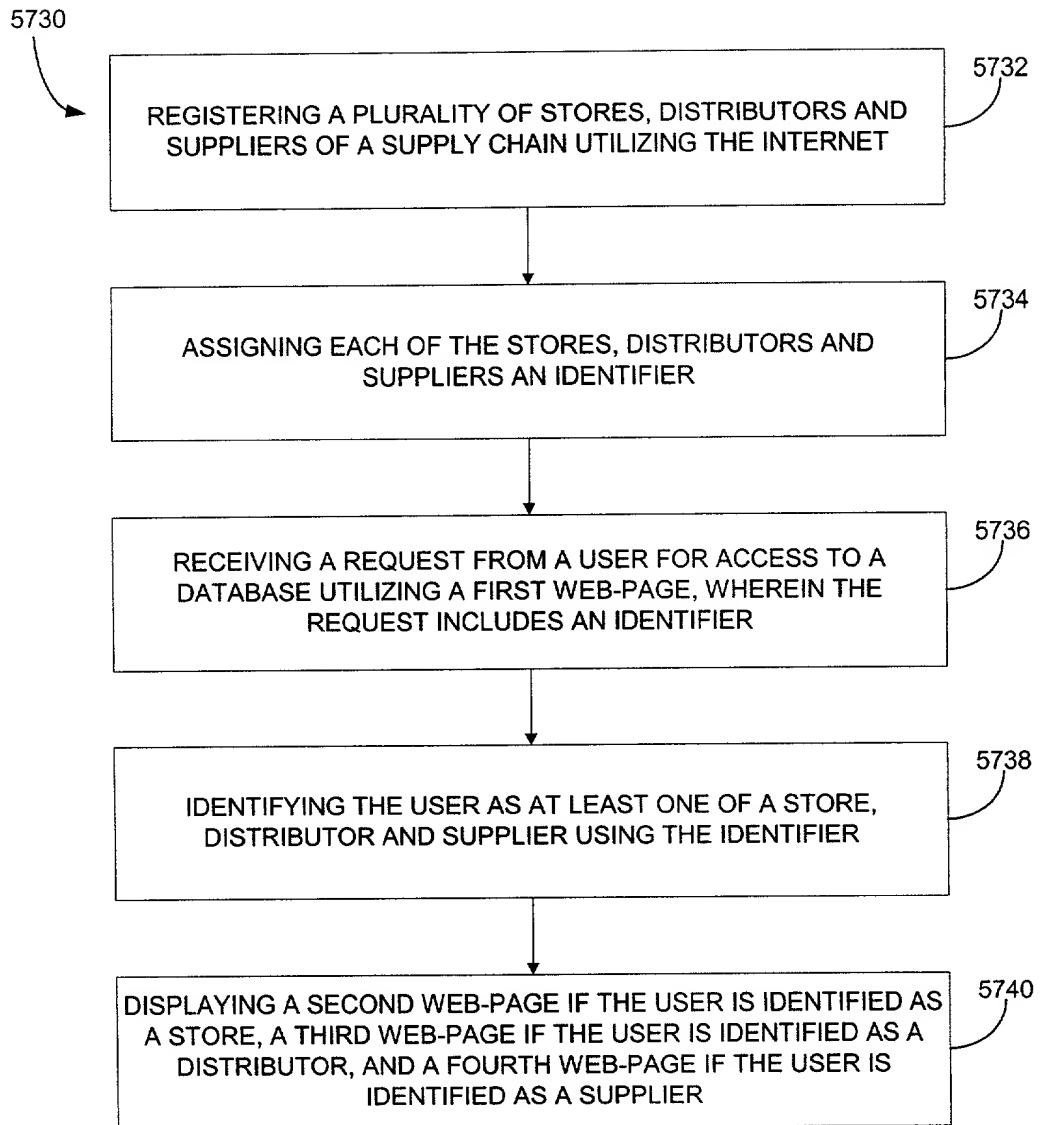 5730
5732
REGISTERING A PLURALITY OF STORES, DISTRIBUTORS AND
SUPPLIERS OF A SUPPLY CHAIN UTILIZING THE INTERNET
5734
ASSIGNING EACH OF THE STORES, DISTRIBUTORS AND
SUPPLIERS AN IDENTIFIER
5736
RECEIVING A REQUEST FROM A USER FOR ACCESS TO A
DATABASE UTILIZING A FIRST WEB-PAGE, WHEREIN THE
REQUEST INCLUDES AN IDENTIFIER
5738
IDENTIFYING THE USER AS AT LEAST ONE OF A STORE,
DISTRIBUTOR AND SUPPLIER USING THE IDENTIFIER
5740
DISPLAYING A SECOND WEB-PAGE IF THE USER IS IDENTIFIED AS
A STORE, A THIRD WEB-PAGE IF THE USER IS IDENTIFIED AS A
DISTRIBUTOR, AND A FOURTH WEB-PAGE IF THE USER IS
IDENTIFIED AS A SUPPLIER